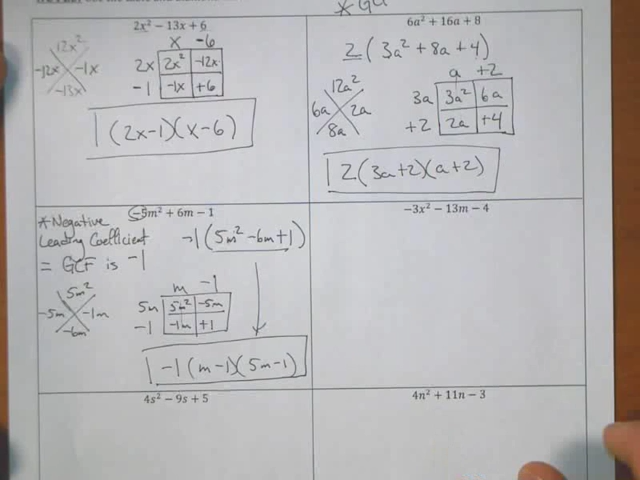 * GCF
2x² − 13x + 6
12x²
-12x -1x
-13x
x -6
2x 2x² -12x
-1 -1x +6
(2x-1)(x-6)
6a² + 16a + 8
2(3a² + 8a + 4)
12a²
6a 2a
8a
a +2
3a 3a² 6a
+2 2a +4
2(3a+2)(a+2)
−5m² + 6m − 1
*Negative
Leading Coefficient
= GCF is -1
-1(5m² -6m+1)
5m²
-5m -1m
-6m
m -1
5m 5m² -5m
-1 -1m +1
-1(m-1)(5m-1)
−3x² − 13m − 4
4s² − 9s + 5
4n² + 11n − 3